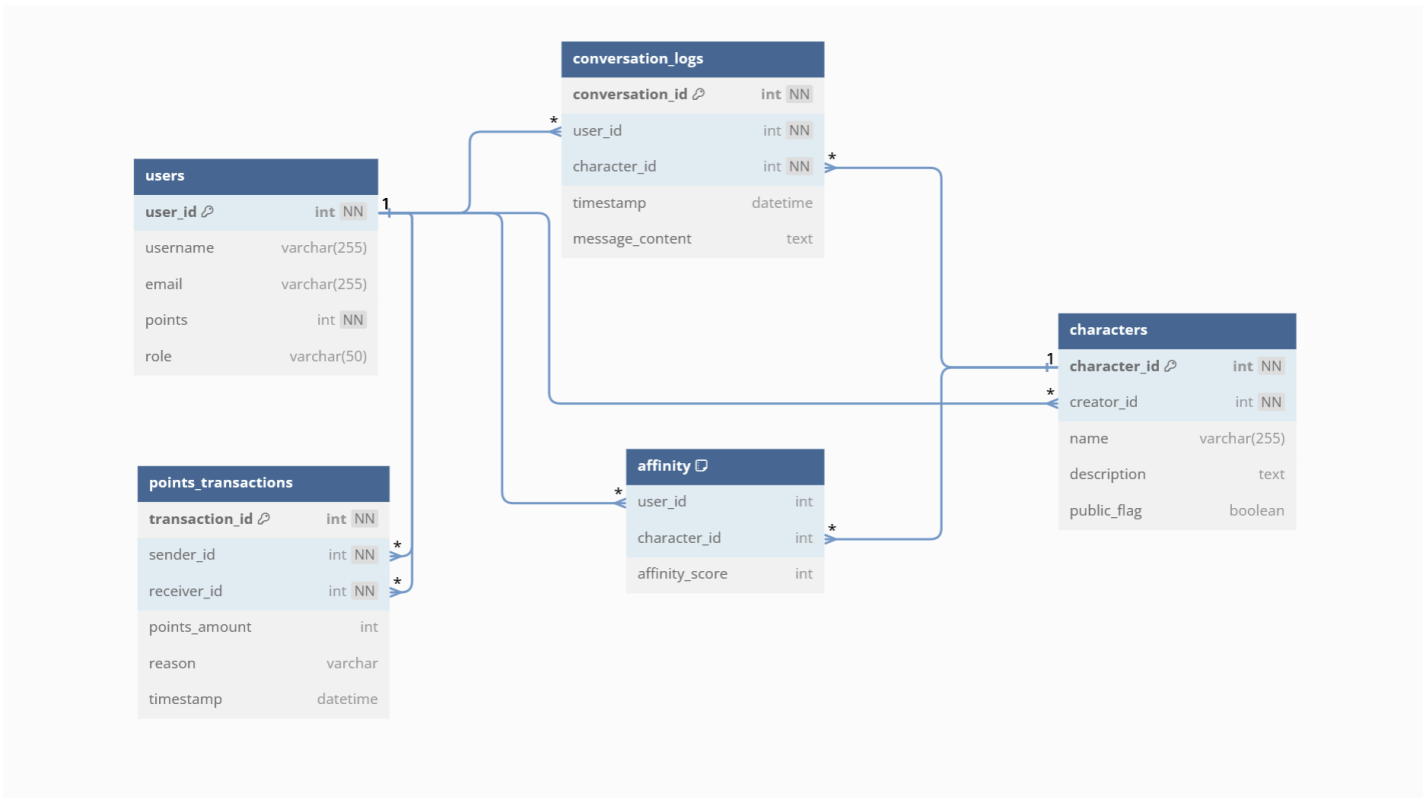 conversation_logs
conversation_id int NN
* user_id int NN
character_id int NN *
timestamp datetime
message_content text
users
user_id int NN 1
username varchar(255)
email varchar(255)
points int NN
role varchar(50)
characters
1 character_id int NN
* creator_id int NN
name varchar(255)
description text
public_flag boolean
affinity
* user_id int
character_id int *
affinity_score int
points_transactions
transaction_id int NN
sender_id int NN *
receiver_id int NN *
points_amount int
reason varchar
timestamp datetime